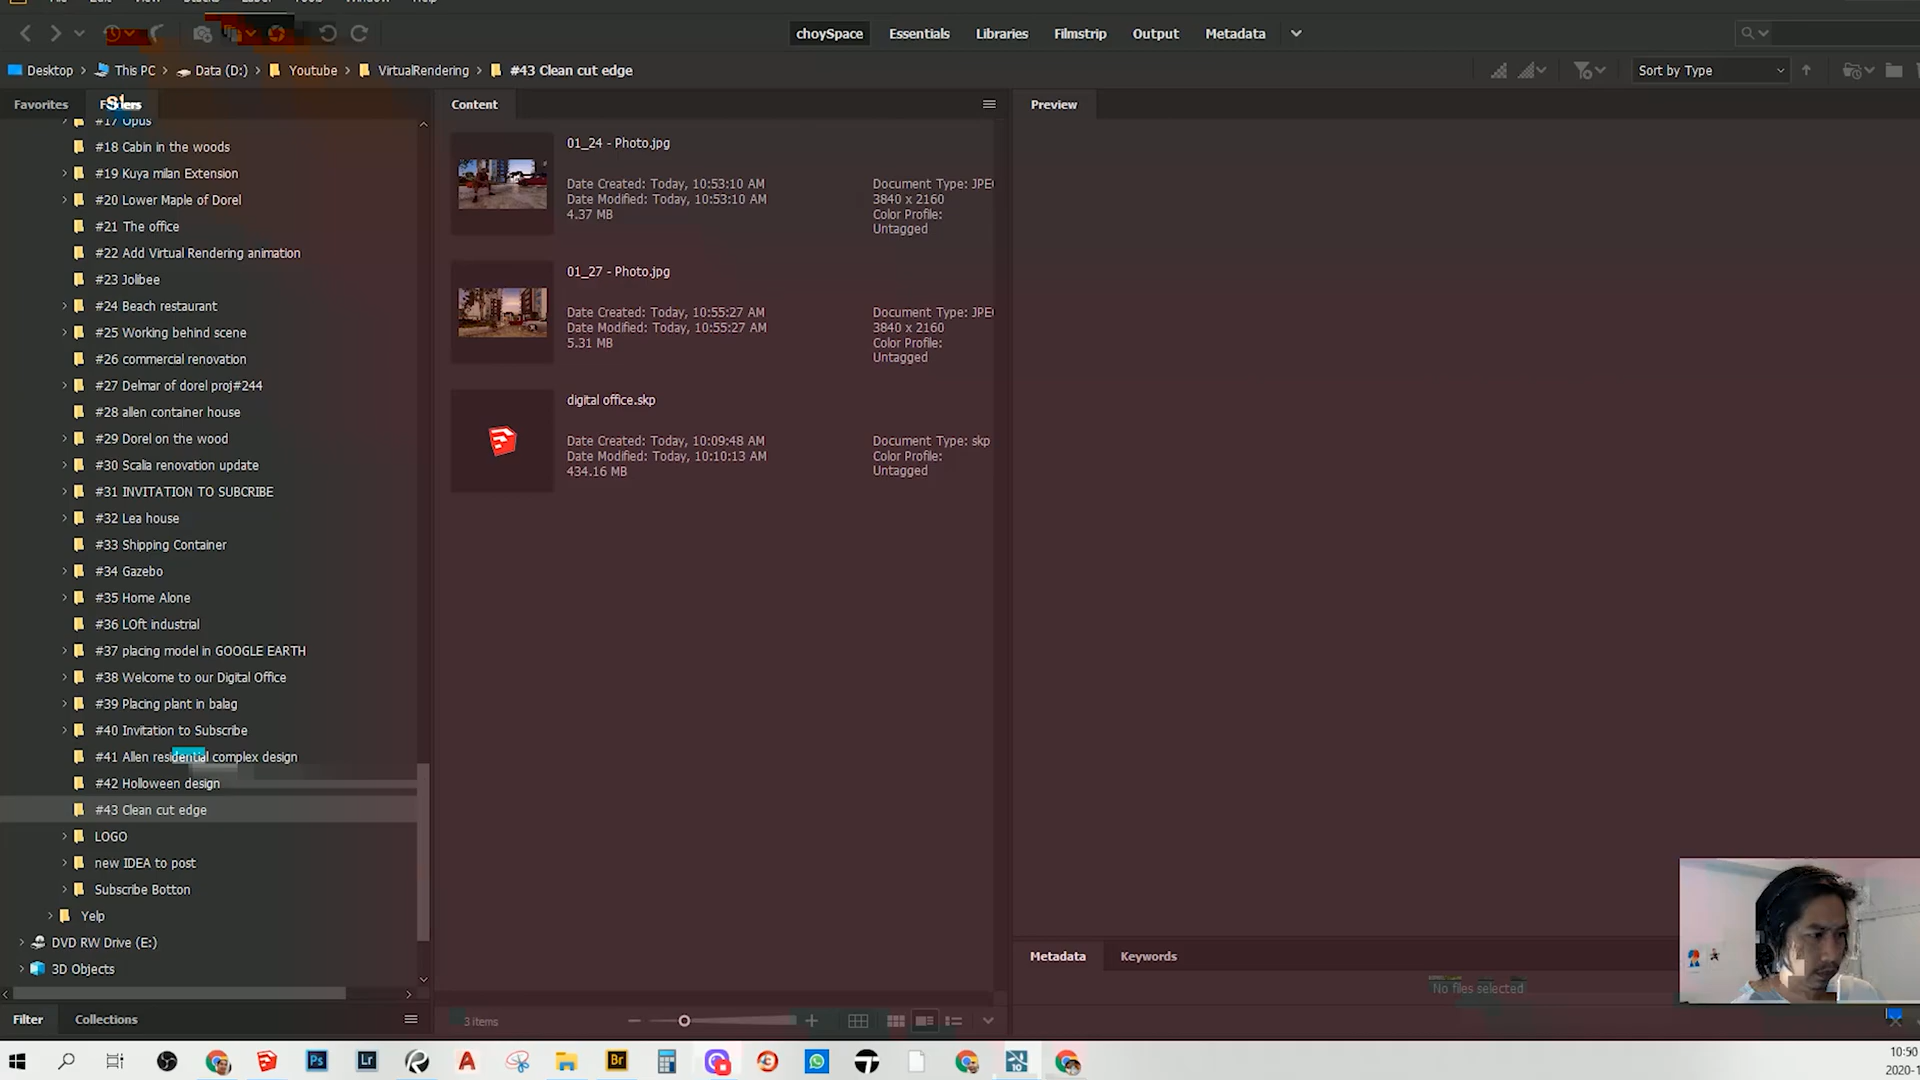 choySpace Essentials Libraries Filmstrip Output Metadata
Desktop This PC Data (D:) Youtube VirtualRendering #43 Clean cut edge Sort by Type
Favorites
Content
Preview
#17 Opus
#18 Cabin in the woods
#19 Kuya milan Extension
#20 Lower Maple of Dorel
#21 The office
#22 Add Virtual Rendering animation
#23 Jolibee
#24 Beach restaurant
#25 Working behind scene
#26 commercial renovation
#27 Delmar of dorel proj#244
#28 allen container house
#29 Dorel on the wood
#30 Scalia renovation update
#31 INVITATION TO SUBCRIBE
#32 Lea house
#33 Shipping Container
#34 Gazebo
#35 Home Alone
#36 LOft industrial
#37 placing model in GOOGLE EARTH
#38 Welcome to our Digital Office
#39 Placing plant in balag
#40 Invitation to Subscribe
#41 Allen residential complex design
#42 Holloween design
#43 Clean cut edge
LOGO
new IDEA to post
Subscribe Botton
Yelp
DVD RW Drive (E:)
3D Objects
Filter Collections
01_24 - Photo.jpg
Date Created: Today, 10:53:10 AM
Date Modified: Today, 10:53:10 AM
4.37 MB
Document Type: JPE
3840 x 2160
Color Profile:
Untagged
01_27 - Photo.jpg
Date Created: Today, 10:55:27 AM
Date Modified: Today, 10:55:27 AM
5.31 MB
Document Type: JPE
3840 x 2160
Color Profile:
Untagged
digital office.skp
Date Created: Today, 10:09:48 AM
Date Modified: Today, 10:10:13 AM
434.16 MB
Document Type: skp
Color Profile:
Untagged
3 items
Metadata Keywords
No files selected
Ps Lr A Br 10
10:50
2020-1